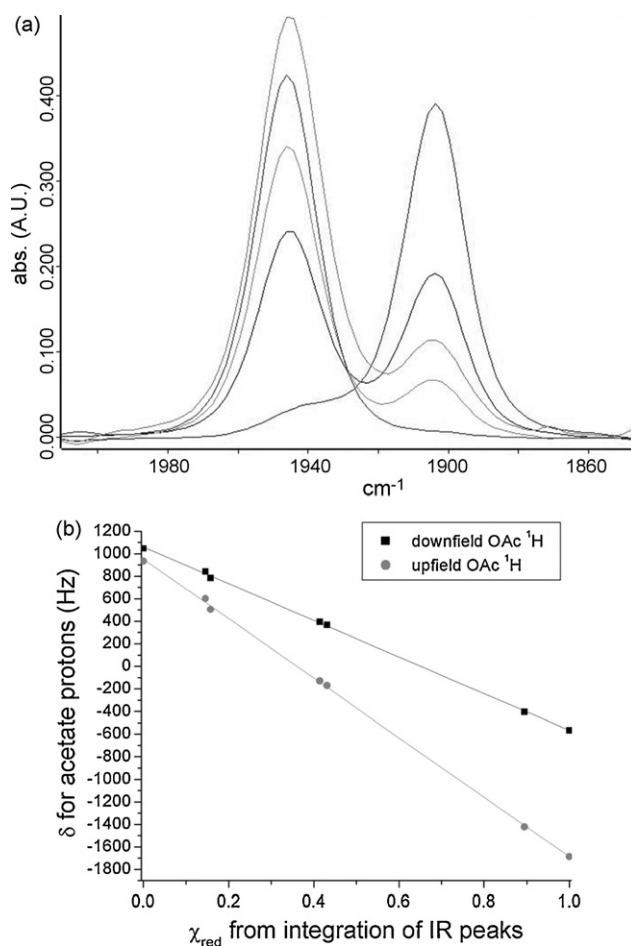 (a)
0.400
0.300
0.200
0.100
0.000
abs. (A.U.)
1980 1940 1900 1860
cm-1
(b)
1200
1000
800
600
400
200
0
-200
-400
-600
-800
-1000
-1200
-1400
-1600
-1800
δ for acetate protons (Hz)
downfield OAc ¹H
upfield OAc ¹H
0.0 0.2 0.4 0.6 0.8 1.0
χred from integration of IR peaks